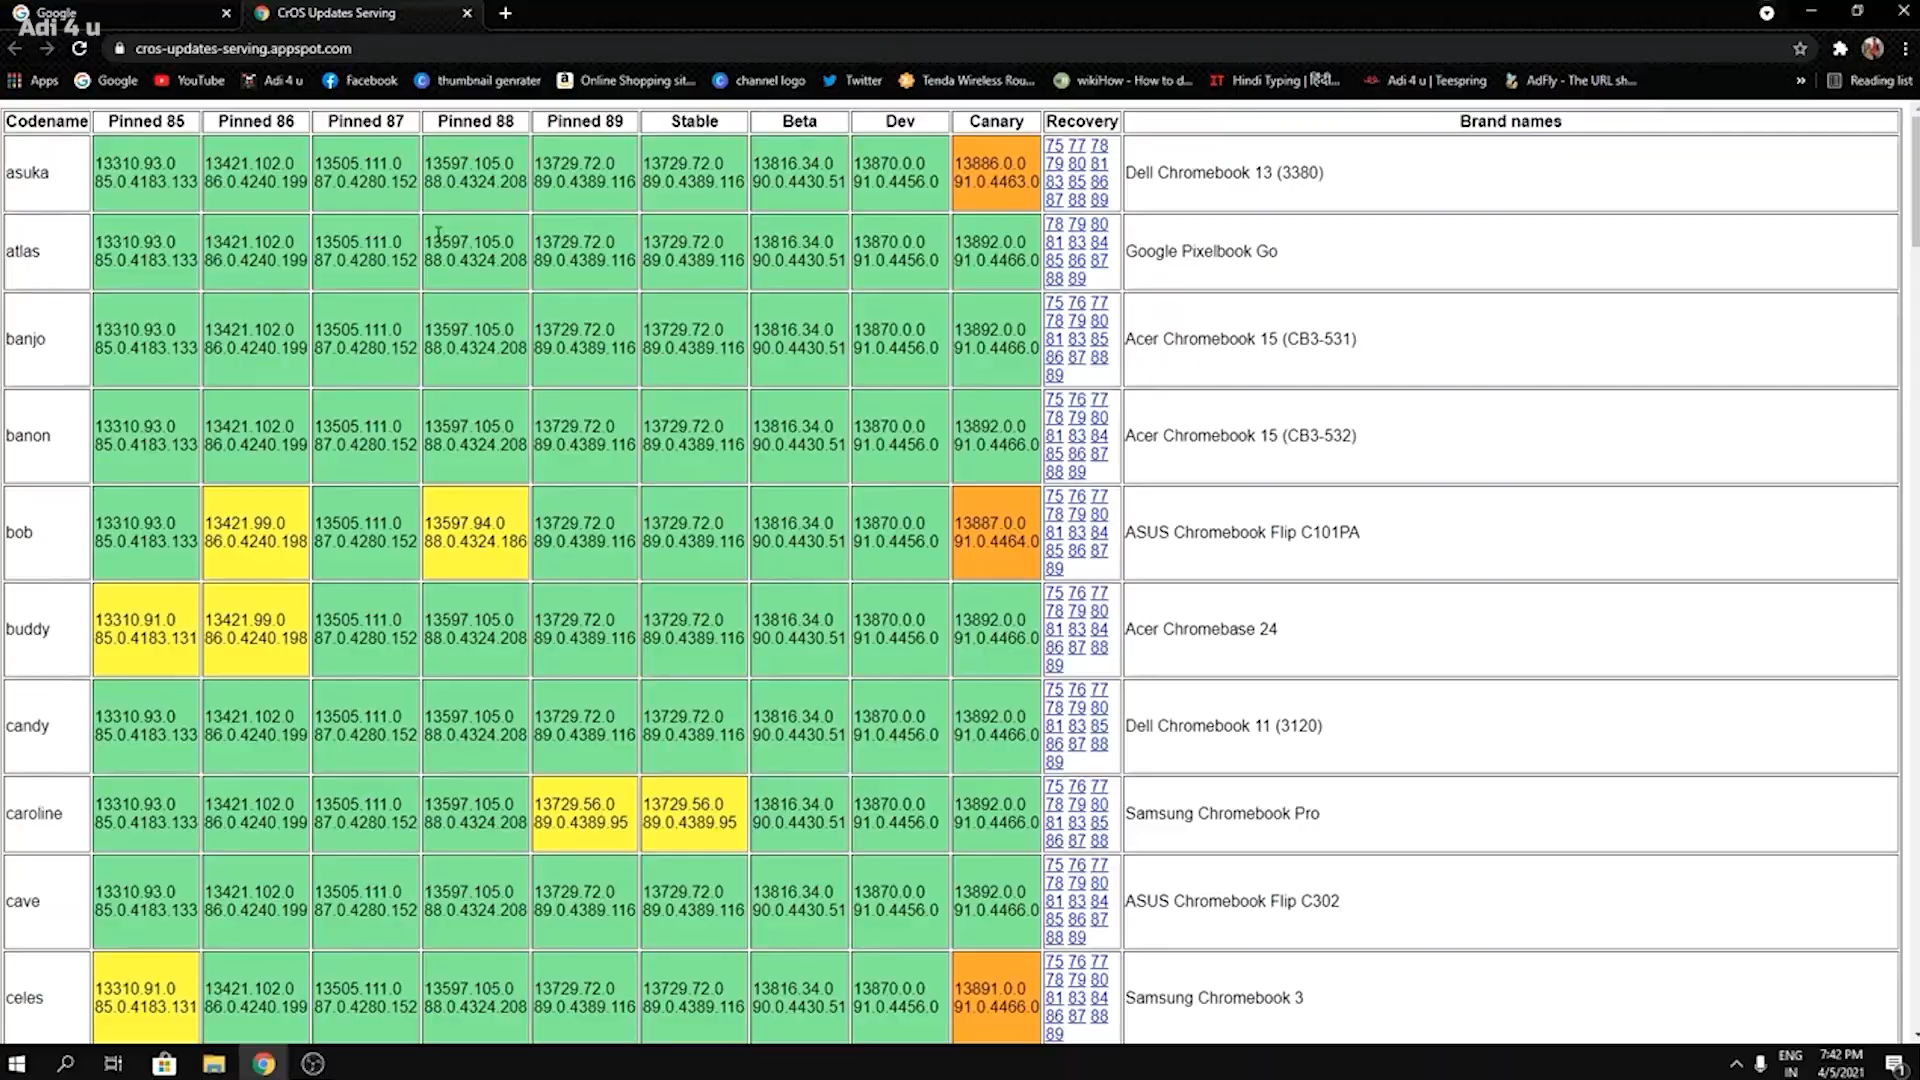 Google
CrOS Updates Serving
Adi 4 u
cros-updates-serving.appspot.com
Apps
Google
YouTube
Adi 4 u
Facebook
thumbnail genrater
Online Shopping sit...
channel logo
Twitter
Tenda Wireless Rou...
wikiHow - How to d...
Hindi Typing | हिंदी...
Adi 4 u | Teespring
AdFly - The URL sh...
Reading list
Codename Pinned 85 Pinned 86 Pinned 87 Pinned 88 Pinned 89 Stable Beta Dev Canary Recovery Brand names
asuka
13310.93.0 13421.102.0 13505.111.0 13597.105.0 13729.72.0 13729.72.0 13816.34.0 13870.0.0 13886.0.0
85.0.4183.133 86.0.4240.199 87.0.4280.152 88.0.4324.208 89.0.4389.116 89.0.4389.116 90.0.4430.51 91.0.4456.0 91.0.4463.0
75 77 78
79 80 81
83 85 86
87 88 89
Dell Chromebook 13 (3380)
atlas
13310.93.0 13421.102.0 13505.111.0 13597.105.0 13729.72.0 13729.72.0 13816.34.0 13870.0.0 13892.0.0
85.0.4183.133 86.0.4240.199 87.0.4280.152 88.0.4324.208 89.0.4389.116 89.0.4389.116 90.0.4430.51 91.0.4456.0 91.0.4466.0
78 79 80
81 83 84
85 86 87
88 89
Google Pixelbook Go
banjo
13310.93.0 13421.102.0 13505.111.0 13597.105.0 13729.72.0 13729.72.0 13816.34.0 13870.0.0 13892.0.0
85.0.4183.133 86.0.4240.199 87.0.4280.152 88.0.4324.208 89.0.4389.116 89.0.4389.116 90.0.4430.51 91.0.4456.0 91.0.4466.0
75 76 77
78 79 80
81 83 85
86 87 88
89
Acer Chromebook 15 (CB3-531)
banon
13310.93.0 13421.102.0 13505.111.0 13597.105.0 13729.72.0 13729.72.0 13816.34.0 13870.0.0 13892.0.0
85.0.4183.133 86.0.4240.199 87.0.4280.152 88.0.4324.208 89.0.4389.116 89.0.4389.116 90.0.4430.51 91.0.4456.0 91.0.4466.0
75 76 77
78 79 80
81 83 84
85 86 87
88 89
Acer Chromebook 15 (CB3-532)
bob
13310.93.0 13421.99.0 13505.111.0 13597.94.0 13729.72.0 13729.72.0 13816.34.0 13870.0.0 13887.0.0
85.0.4183.133 86.0.4240.198 87.0.4280.152 88.0.4324.186 89.0.4389.116 89.0.4389.116 90.0.4430.51 91.0.4456.0 91.0.4464.0
75 76 77
78 79 80
81 83 84
85 86 87
89
ASUS Chromebook Flip C101PA
buddy
13310.91.0 13421.99.0 13505.111.0 13597.105.0 13729.72.0 13729.72.0 13816.34.0 13870.0.0 13892.0.0
85.0.4183.131 86.0.4240.198 87.0.4280.152 88.0.4324.208 89.0.4389.116 89.0.4389.116 90.0.4430.51 91.0.4456.0 91.0.4466.0
75 76 77
78 79 80
81 83 84
86 87 88
89
Acer Chromebase 24
candy
13310.93.0 13421.102.0 13505.111.0 13597.105.0 13729.72.0 13729.72.0 13816.34.0 13870.0.0 13892.0.0
85.0.4183.133 86.0.4240.199 87.0.4280.152 88.0.4324.208 89.0.4389.116 89.0.4389.116 90.0.4430.51 91.0.4456.0 91.0.4466.0
75 76 77
78 79 80
81 83 85
86 87 88
89
Dell Chromebook 11 (3120)
caroline
13310.93.0 13421.102.0 13505.111.0 13597.105.0 13729.56.0 13729.56.0 13816.34.0 13870.0.0 13892.0.0
85.0.4183.133 86.0.4240.199 87.0.4280.152 88.0.4324.208 89.0.4389.95 89.0.4389.95 90.0.4430.51 91.0.4456.0 91.0.4466.0
75 76 77
78 79 80
81 83 85
86 87 88
Samsung Chromebook Pro
cave
13310.93.0 13421.102.0 13505.111.0 13597.105.0 13729.72.0 13729.72.0 13816.34.0 13870.0.0 13892.0.0
85.0.4183.133 86.0.4240.199 87.0.4280.152 88.0.4324.208 89.0.4389.116 89.0.4389.116 90.0.4430.51 91.0.4456.0 91.0.4466.0
75 76 77
78 79 80
81 83 84
85 86 87
88 89
ASUS Chromebook Flip C302
celes
13310.91.0 13421.102.0 13505.111.0 13597.105.0 13729.72.0 13729.72.0 13816.34.0 13870.0.0 13891.0.0
85.0.4183.131 86.0.4240.199 87.0.4280.152 88.0.4324.208 89.0.4389.116 89.0.4389.116 90.0.4430.51 91.0.4456.0 91.0.4466.0
75 76 77
78 79 80
81 83 84
86 87 88
89
Samsung Chromebook 3
ENG
IN
7:42 PM
4/5/2021
1